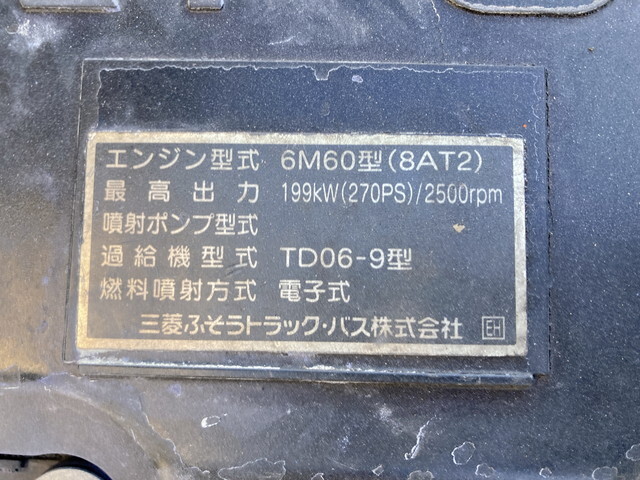 エンジン型式 6M60型(8AT2)
最高出力 199kW(270PS)/2500rpm
噴射ポンプ型式
過給機型式 TD06-9型
燃料噴射方式 電子式
三菱ふそうトラック・バス株式会社 EH